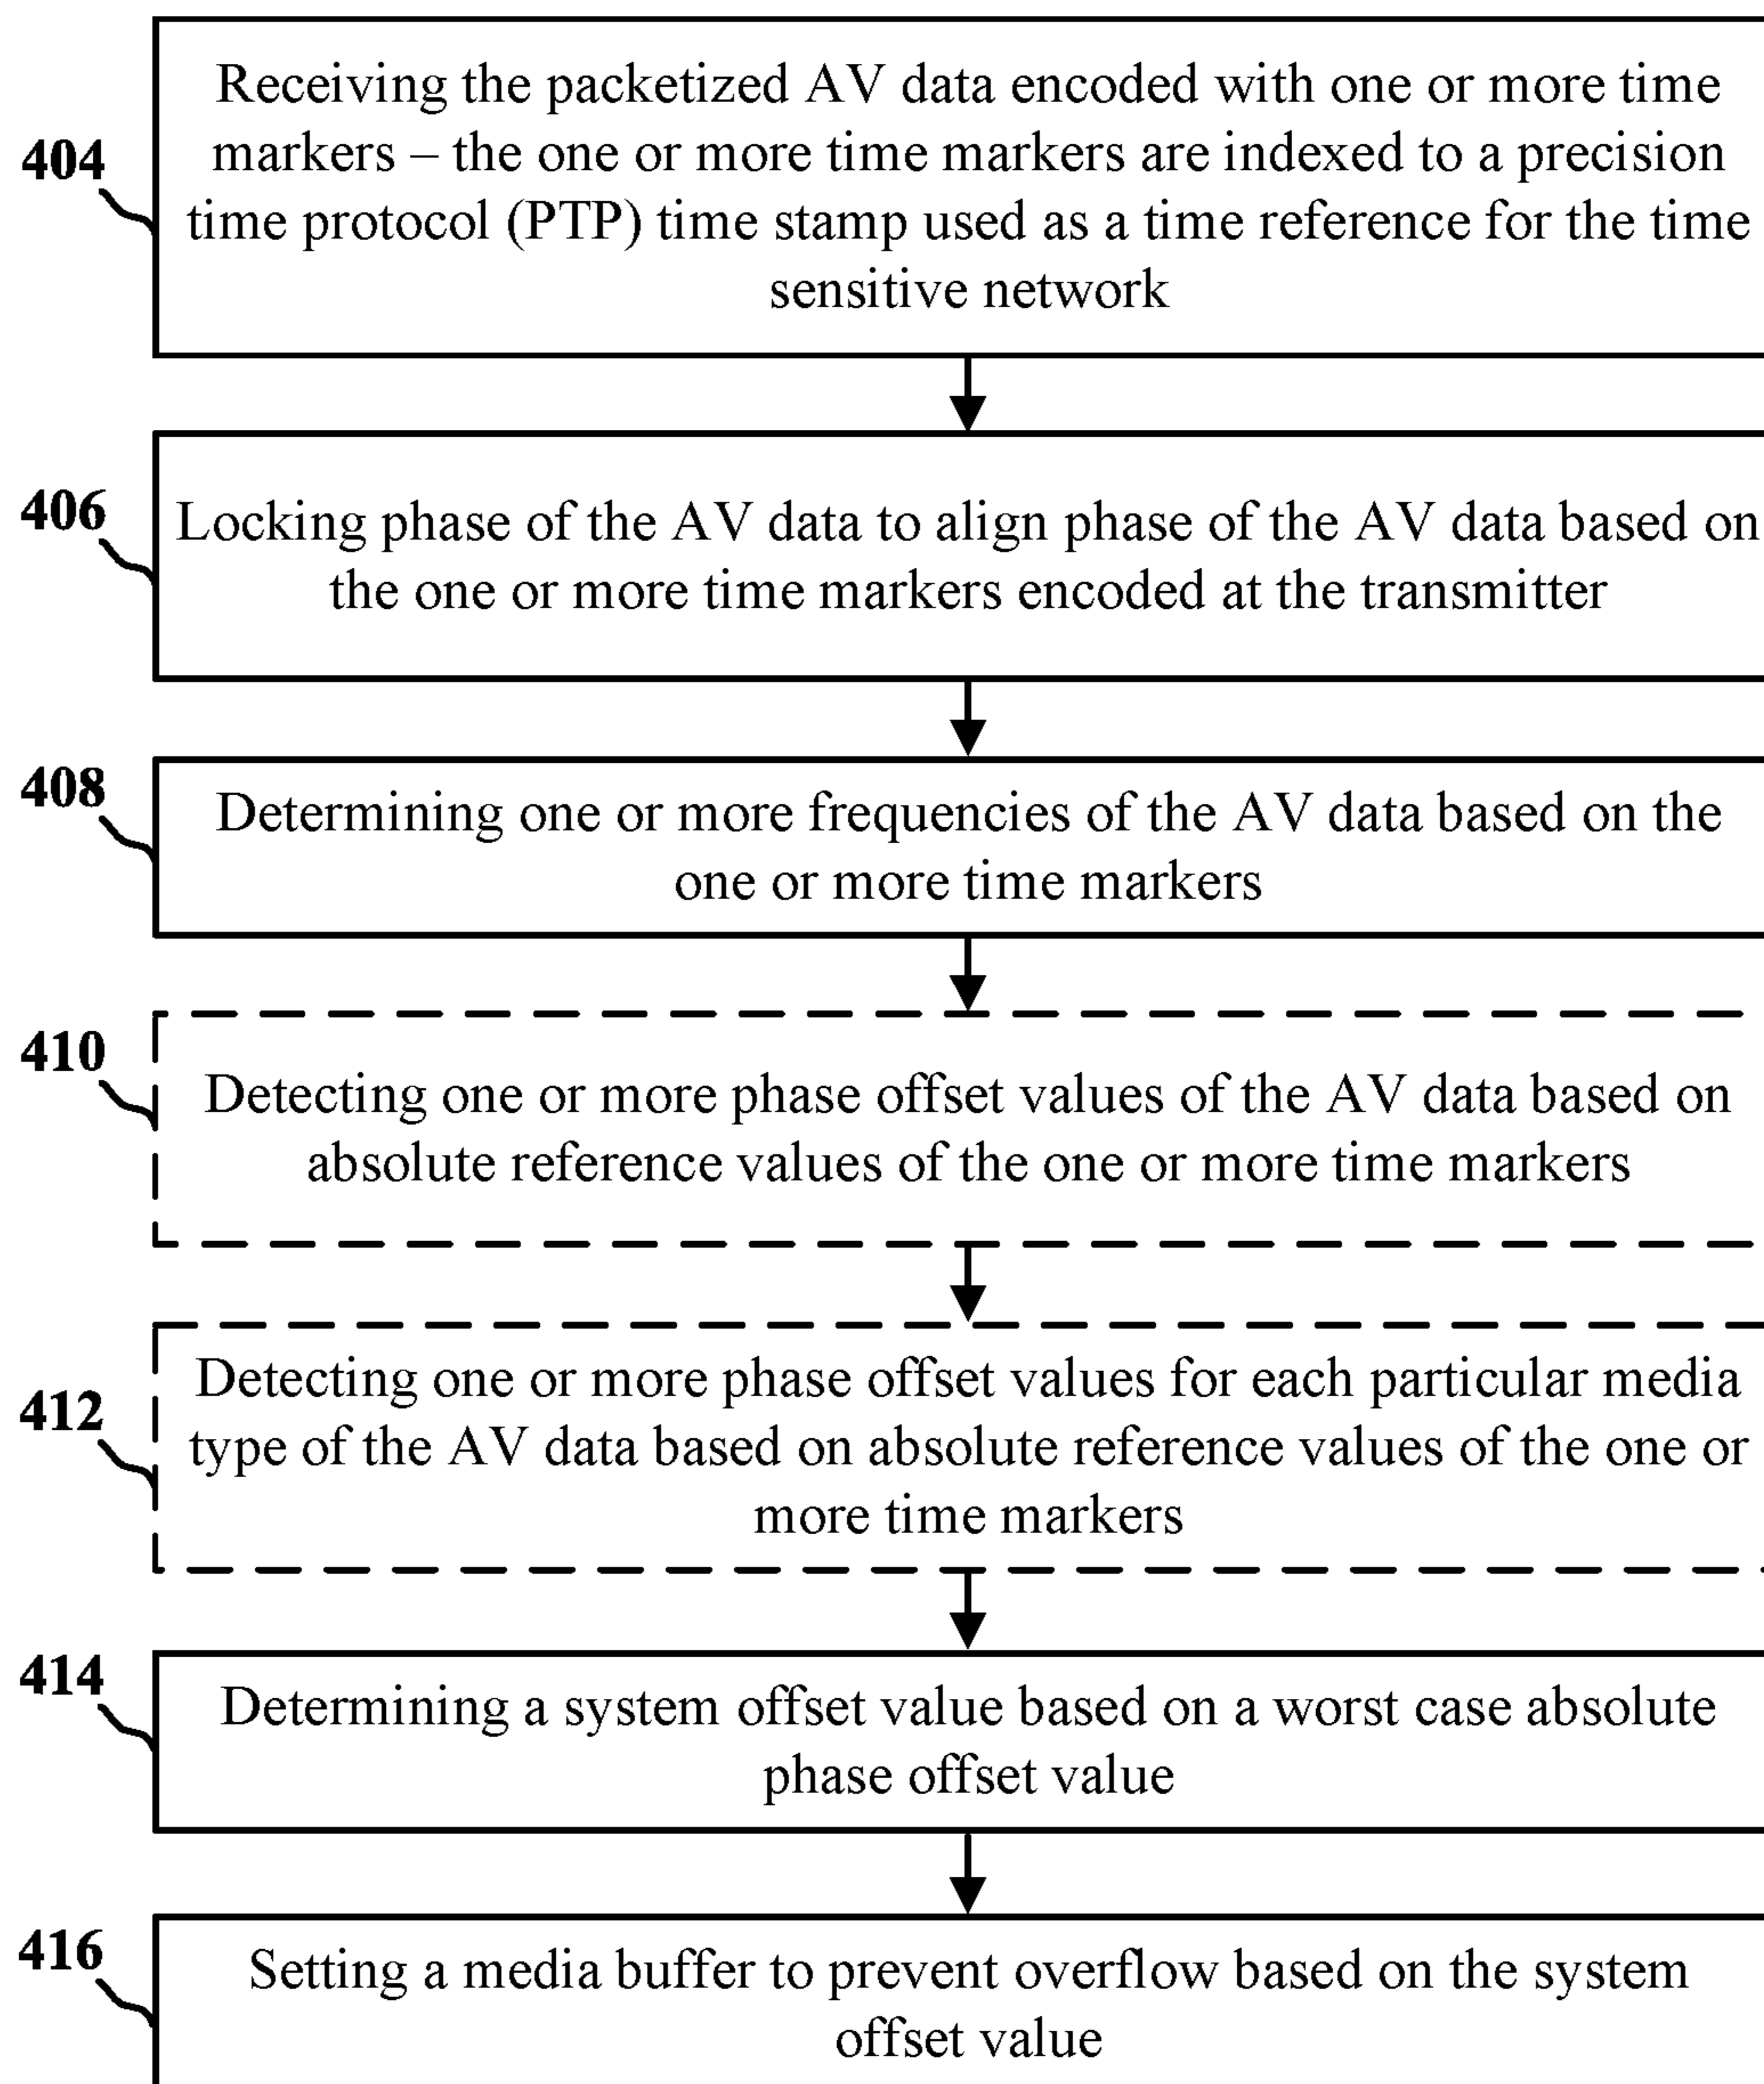 404
Receiving the packetized AV data encoded with one or more time
markers – the one or more time markers are indexed to a precision
time protocol (PTP) time stamp used as a time reference for the time
sensitive network
406
Locking phase of the AV data to align phase of the AV data based on
the one or more time markers encoded at the transmitter
408
Determining one or more frequencies of the AV data based on the
one or more time markers
410
Detecting one or more phase offset values of the AV data based on
absolute reference values of the one or more time markers
412
Detecting one or more phase offset values for each particular media
type of the AV data based on absolute reference values of the one or
more time markers
414
Determining a system offset value based on a worst case absolute
phase offset value
416
Setting a media buffer to prevent overflow based on the system
offset value